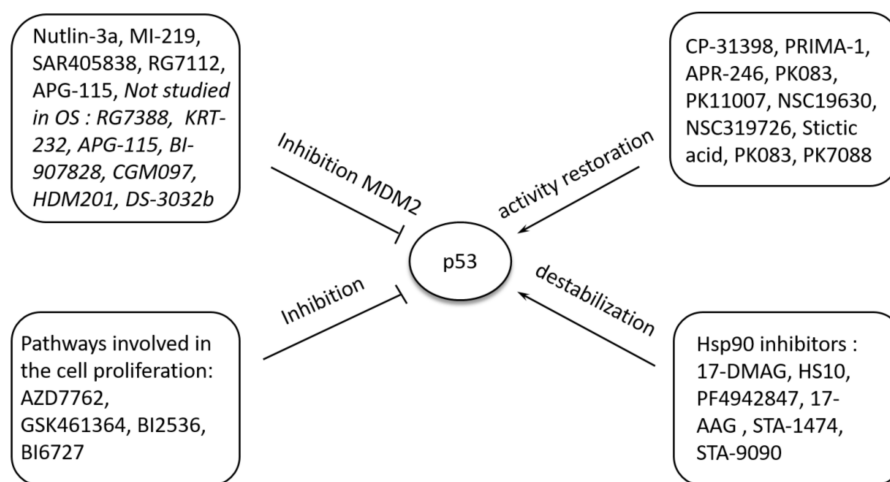 Nutlin-3a, MI-219,
SAR405838, RG7112,
APG-115, Not studied
in OS : RG7388, KRT-
232, APG-115, BI-
907828, CGM097,
HDM201, DS-3032b
CP-31398, PRIMA-1,
APR-246, PK083,
PK11007, NSC19630,
NSC319726, Stictic
acid, PK083, PK7088
Inhibition MDM2
activity restoration
p53
Inhibition
destabilization
Pathways involved in
the cell proliferation:
AZD7762,
GSK461364, BI2536,
BI6727
Hsp90 inhibitors :
17-DMAG, HS10,
PF4942847, 17-
AAG , STA-1474,
STA-9090